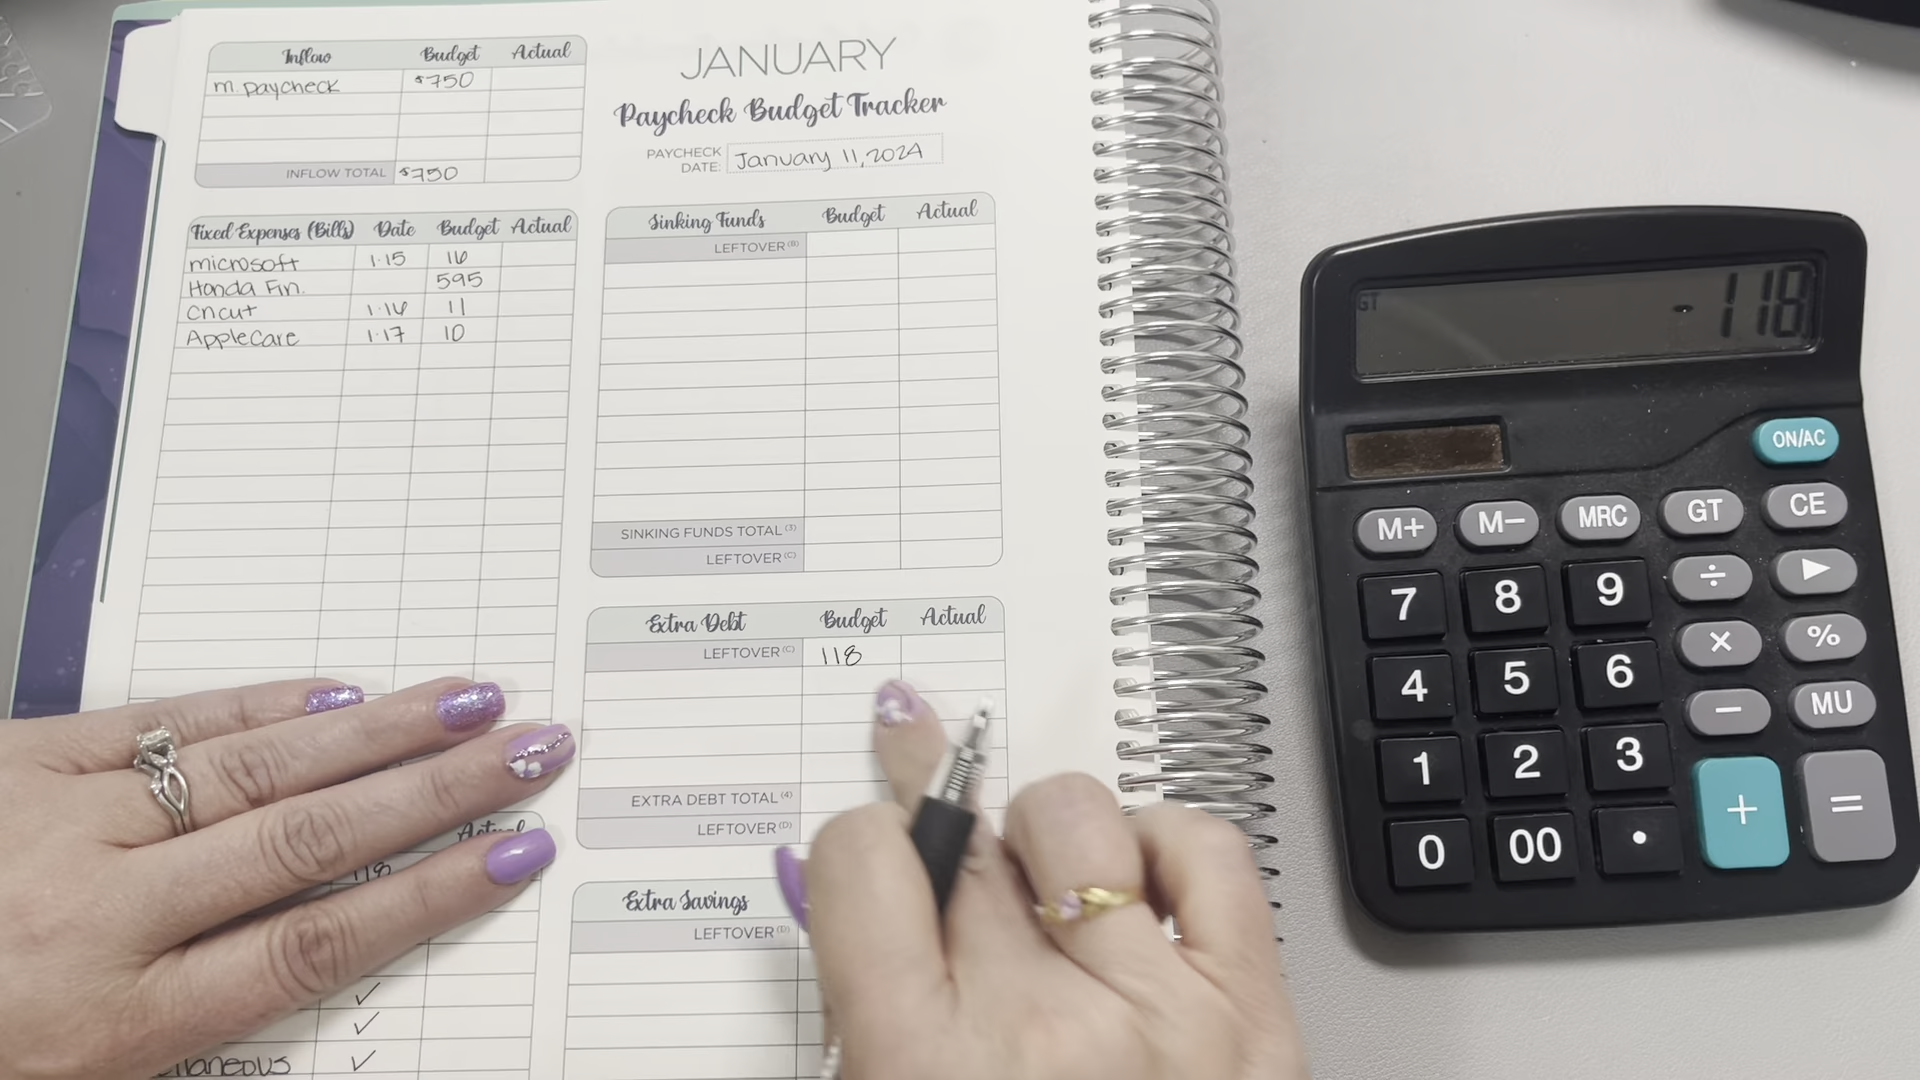 Inflow Budget Actual
m. paycheck $750
INFLOW TOTAL $750
JANUARY
Paycheck Budget Tracker
PAYCHECK DATE: January 11, 2024
Fixed Expenses (Bills) Date Budget Actual
microsoft 1·15 16
Honda Fin. 595
Cricut 1·16 11
AppleCare 1·17 10
Actual
118
✓
✓
✓
Sinking Funds Budget Actual
LEFTOVER (B)
SINKING FUNDS TOTAL (3)
LEFTOVER (C)
Extra Debt Budget Actual
LEFTOVER (C) 118
EXTRA DEBT TOTAL (4)
LEFTOVER (D)
Extra Savings
LEFTOVER (D)
GT - 118.
ON/AC
M+ M− MRC GT CE
7 8 9 ÷ ▶
4 5 6 × %
1 2 3 − MU
0 00 • + =